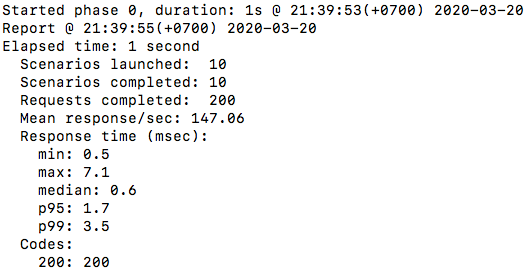 Started phase 0, duration: 1s @ 21:39:53(+0700) 2020-03-20
Report @ 21:39:55(+0700) 2020-03-20
Elapsed time: 1 second
  Scenarios launched:  10
  Scenarios completed: 10
  Requests completed:  200
  Mean response/sec: 147.06
  Response time (msec):
    min: 0.5
    max: 7.1
    median: 0.6
    p95: 1.7
    p99: 3.5
  Codes:
    200: 200